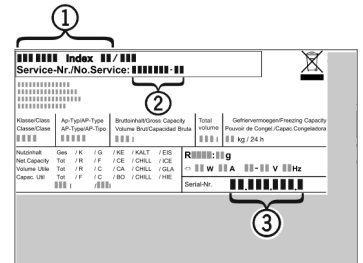 1
Index /
Service-Nr./No.Service: -
2
Klasse/Class Ap-Typ/AP-Type Bruttoinhalt/Gross Capacity Total Gefriervermoegen/Freezing Capacity
Classe/Clase AP-Type/AP-Tipo Volume Brut/Capacidad Bruta volume Pouvoir de Congel./Capac.Congeladora
l l kg / 24 h
Nutzinhalt Ges / K / G / KE / KALT / EIS
Net.Capacity Tot / R / F / CE / CHILL / ICE
Volume Utile Tot / R / C / CA / CHILL / GLA
Capac. Util Tot / F / C / BO / CHILL / HIE
l / l
R : g
W A - V Hz
Serial-Nr. . . .
3